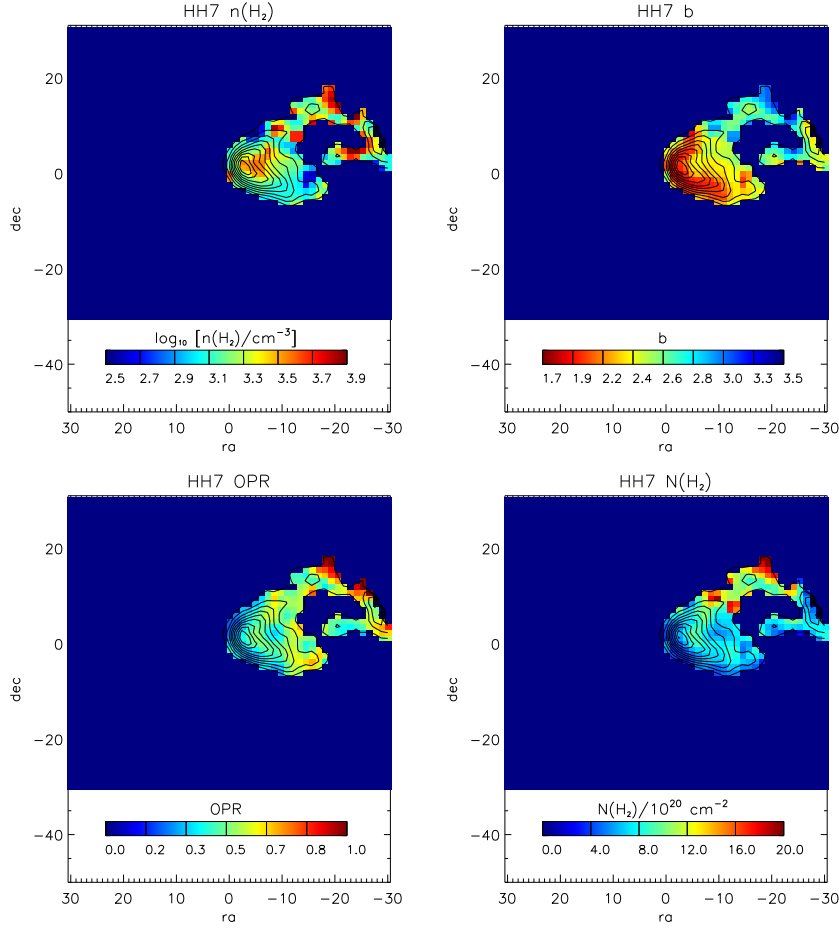 HH7 n(H₂)
20
0
−20
−40
dec
log₁₀ [n(H₂)/cm⁻³]
2.5 2.7 2.9 3.1 3.3 3.5 3.7 3.9
30 20 10 0 −10 −20 −30
ra
HH7 b
20
0
−20
−40
dec
b
1.7 1.9 2.2 2.4 2.6 2.8 3.0 3.3 3.5
30 20 10 0 −10 −20 −30
ra
HH7 OPR
20
0
−20
−40
dec
OPR
0.0 0.2 0.3 0.5 0.7 0.8 1.0
30 20 10 0 −10 −20 −30
ra
HH7 N(H₂)
20
0
−20
−40
dec
N(H₂)/10²⁰ cm⁻²
0.0 4.0 8.0 12.0 16.0 20.0
30 20 10 0 −10 −20 −30
ra